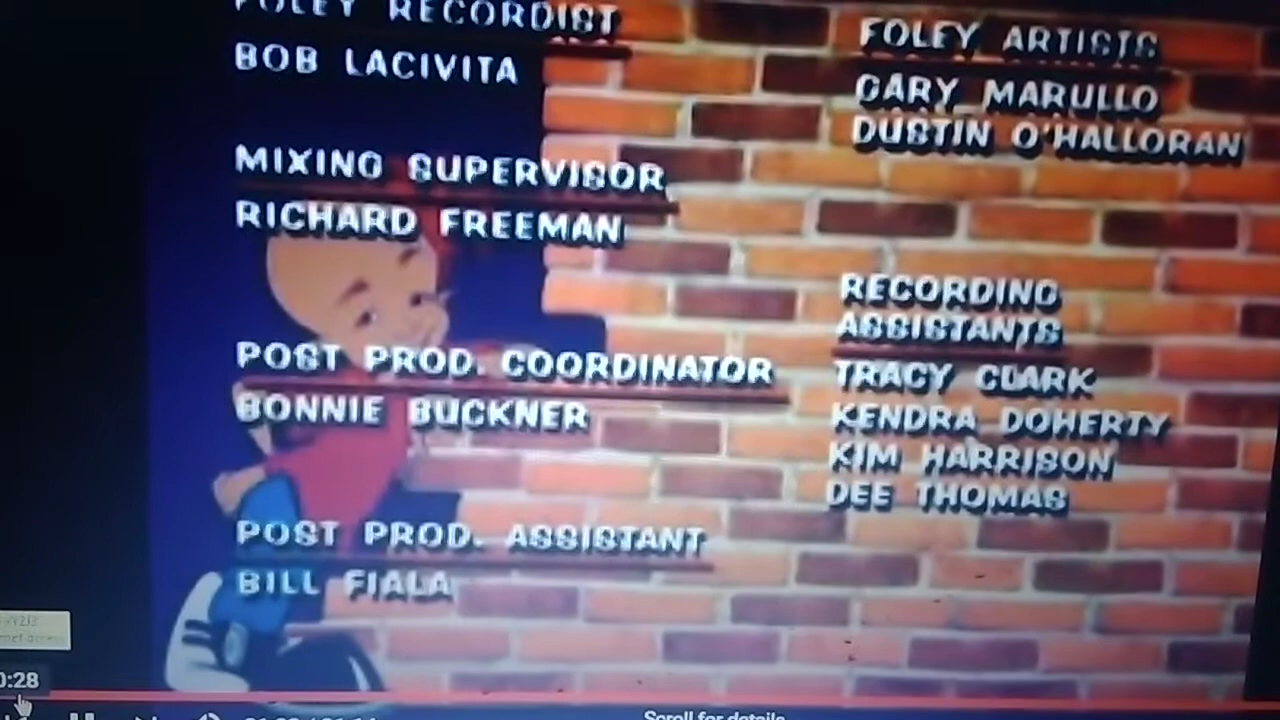 FOLEY RECORDIST
BOB LACIVITA
MIXING SUPERVISOR
RICHARD FREEMAN
POST PROD. COORDINATOR
BONNIE BUCKNER
POST PROD. ASSISTANT
BILL FIALA
FOLEY ARTISTS
GARY MARULLO
DUSTIN O'HALLORAN
RECORDING
ASSISTANTS
TRACY CLARK
KENDRA DOHERTY
KIM HARRISON
DEE THOMAS
0:28
Scroll for details